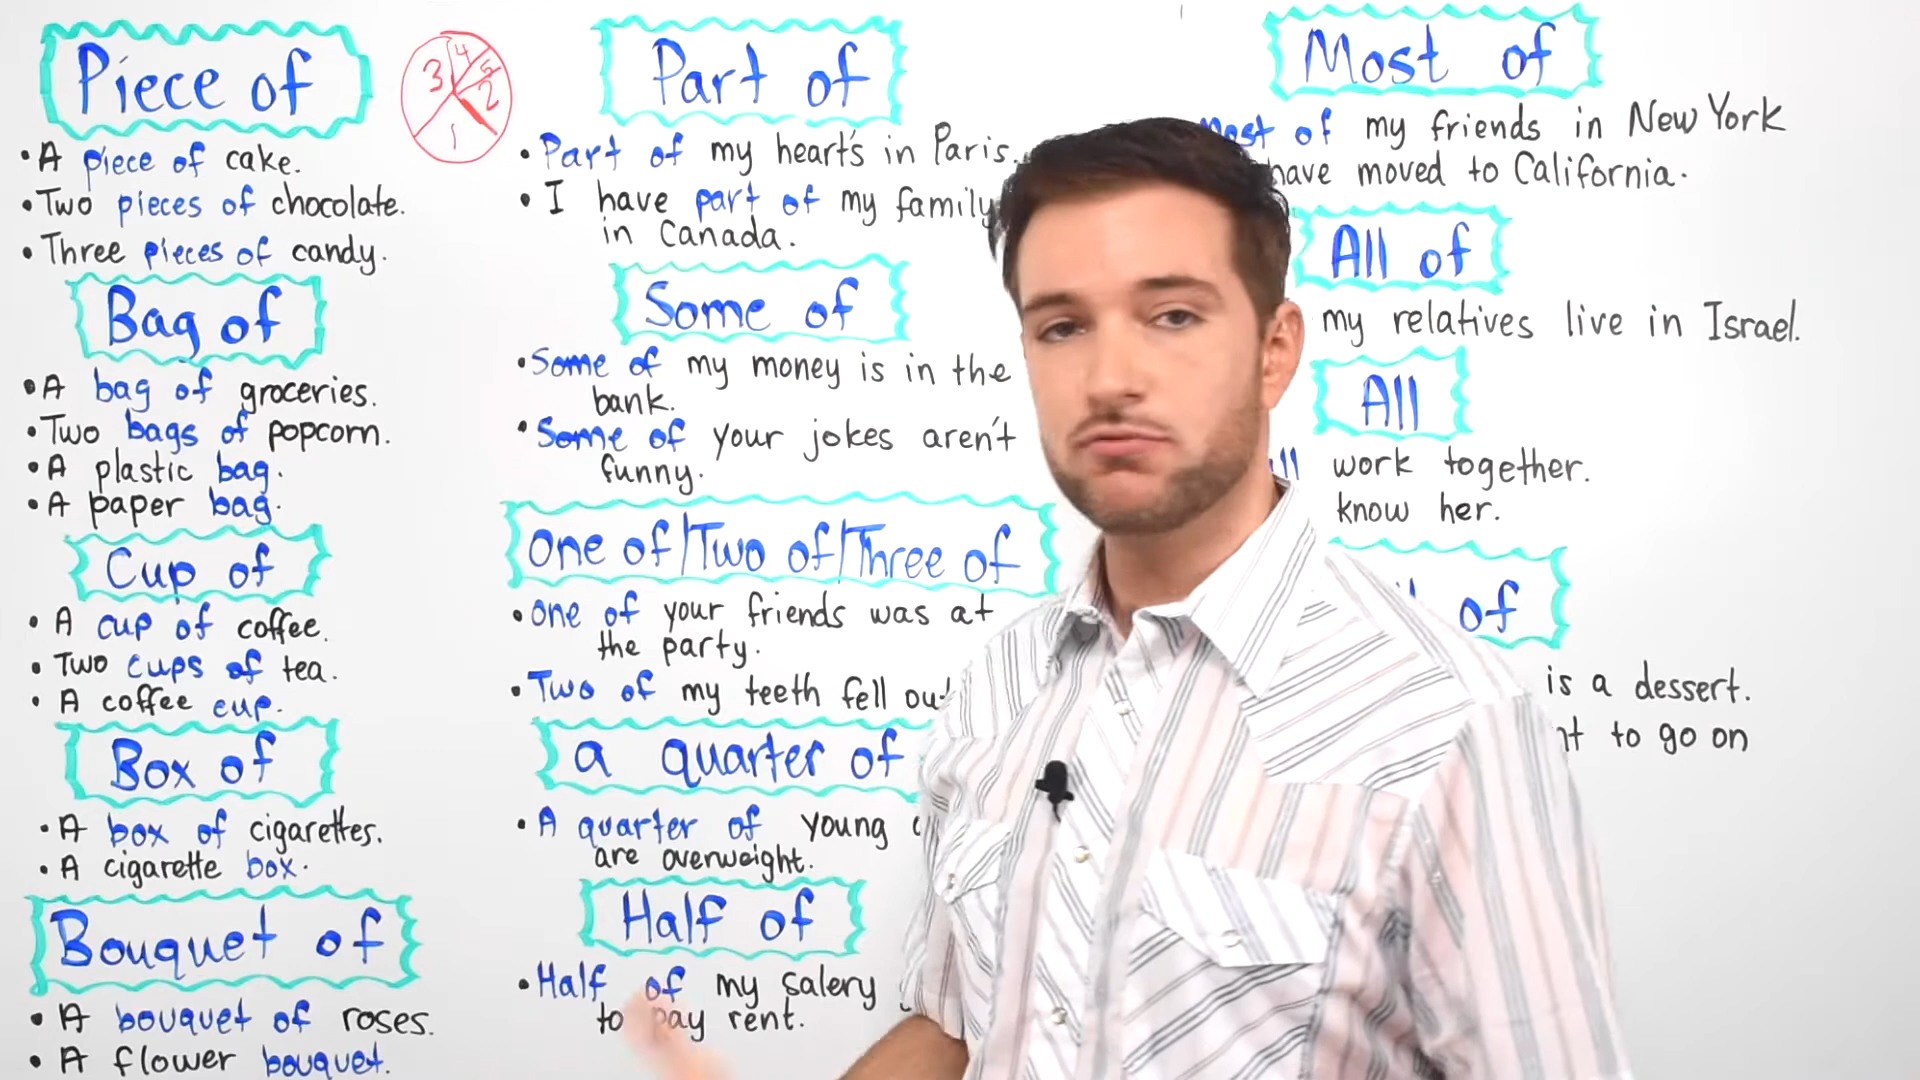 Piece of
• A piece of cake.
• Two pieces of chocolate.
• Three pieces of candy.
Bag of
• A bag of groceries.
• Two bags of popcorn.
• A plastic bag.
• A paper bag.
Cup of
• A cup of coffee.
• Two cups of tea.
• A coffee cup.
Box of
• A box of cigarettes.
• A cigarette box.
Bouquet of
• A bouquet of roses.
• A flower bouquet.
3 4 5 2 1
Part of
• Part of my heart's in Paris.
• I have part of my family
in Canada.
Some of
• Some of my money is in the
bank.
• Some of your jokes aren't
funny.
One of/Two of/Three of
• One of your friends was at
the party.
• Two of my teeth fell out
a quarter of
• A quarter of young
are overweight.
Half of
• Half of my salery
to pay rent.
Most of
Most of my friends in New York
have moved to California.
All of
my relatives live in Israel.
All
work together.
know her.
of
is a dessert.
to go on